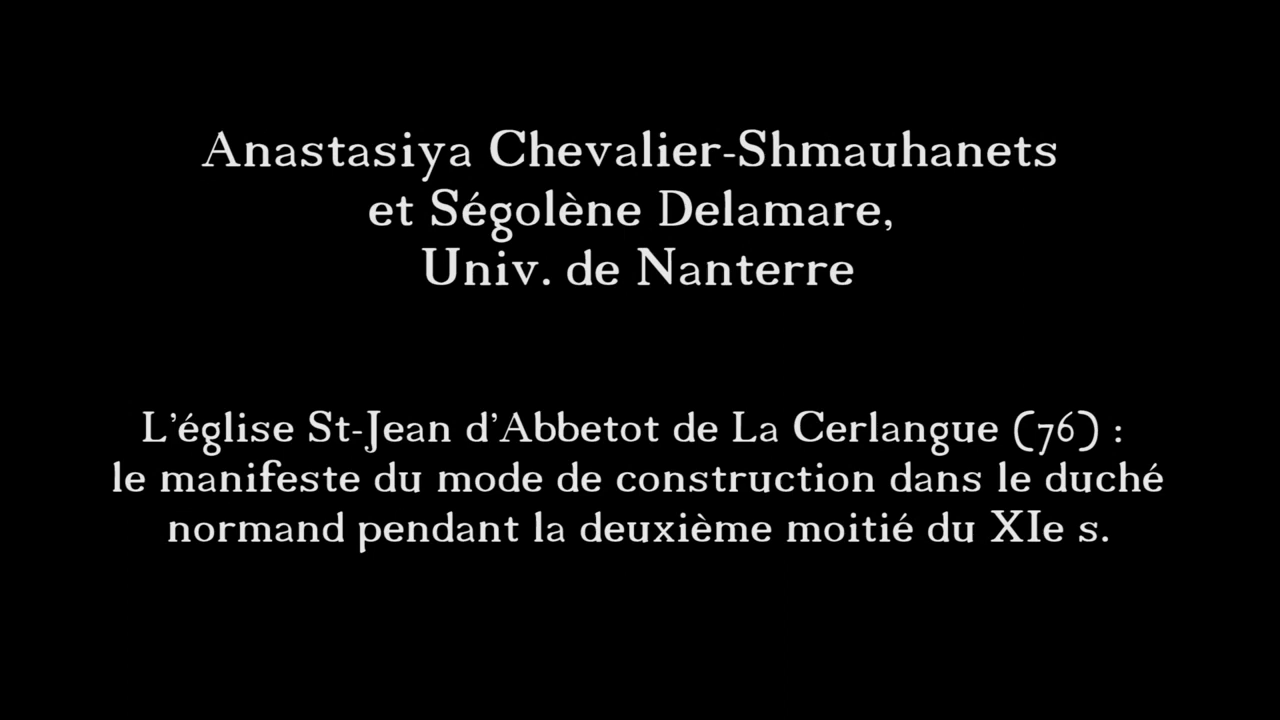 Anastasiya Chevalier-Shmauhanets
et Ségolène Delamare,
Univ. de Nanterre
L’église St-Jean d’Abbetot de La Cerlangue (76) :
le manifeste du mode de construction dans le duché
normand pendant la deuxième moitié du XIe s.